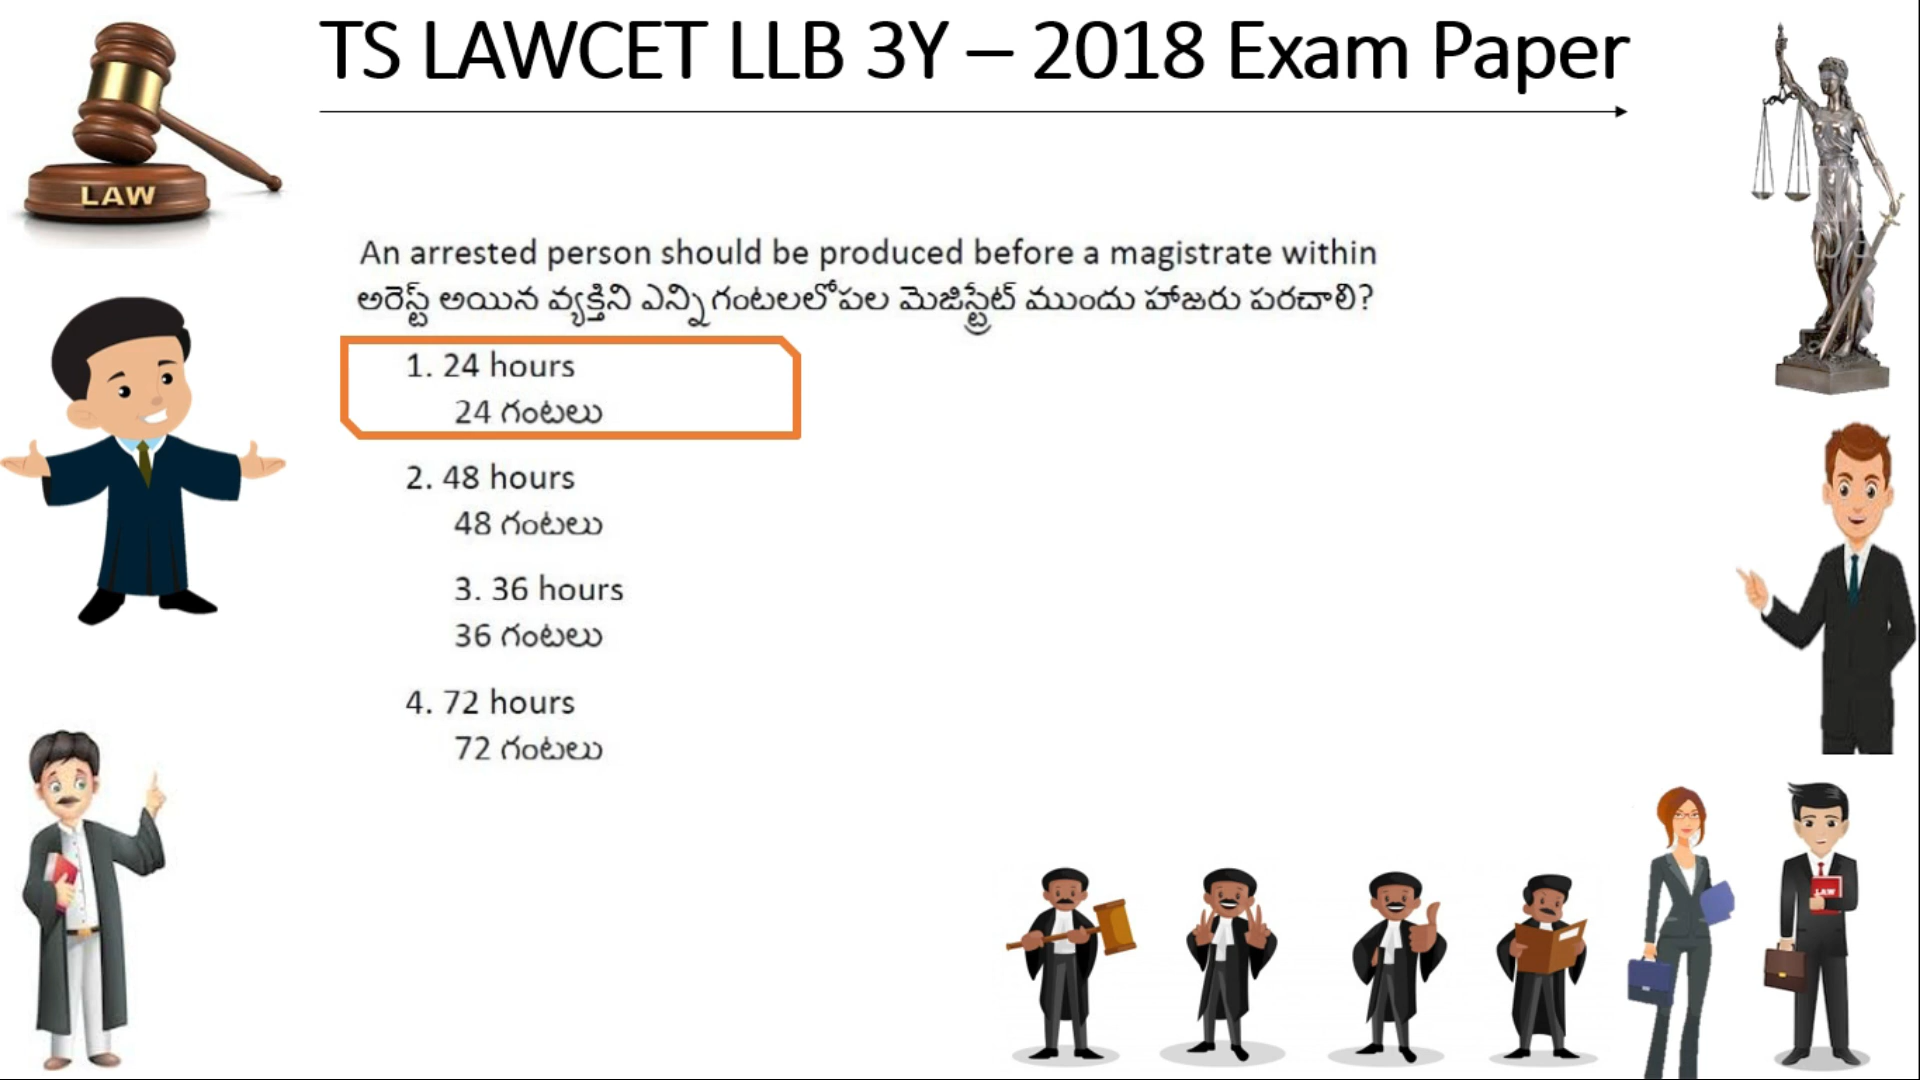 TS LAWCET LLB 3Y – 2018 Exam Paper
LAW
An arrested person should be produced before a magistrate within
అరెస్ట్ అయిన వ్యక్తిని ఎన్ని గంటలలోపల మెజిస్ట్రేట్ ముందు హాజరు పరచాలి?
1. 24 hours
24 గంటలు
2. 48 hours
48 గంటలు
3. 36 hours
36 గంటలు
4. 72 hours
72 గంటలు
LAW